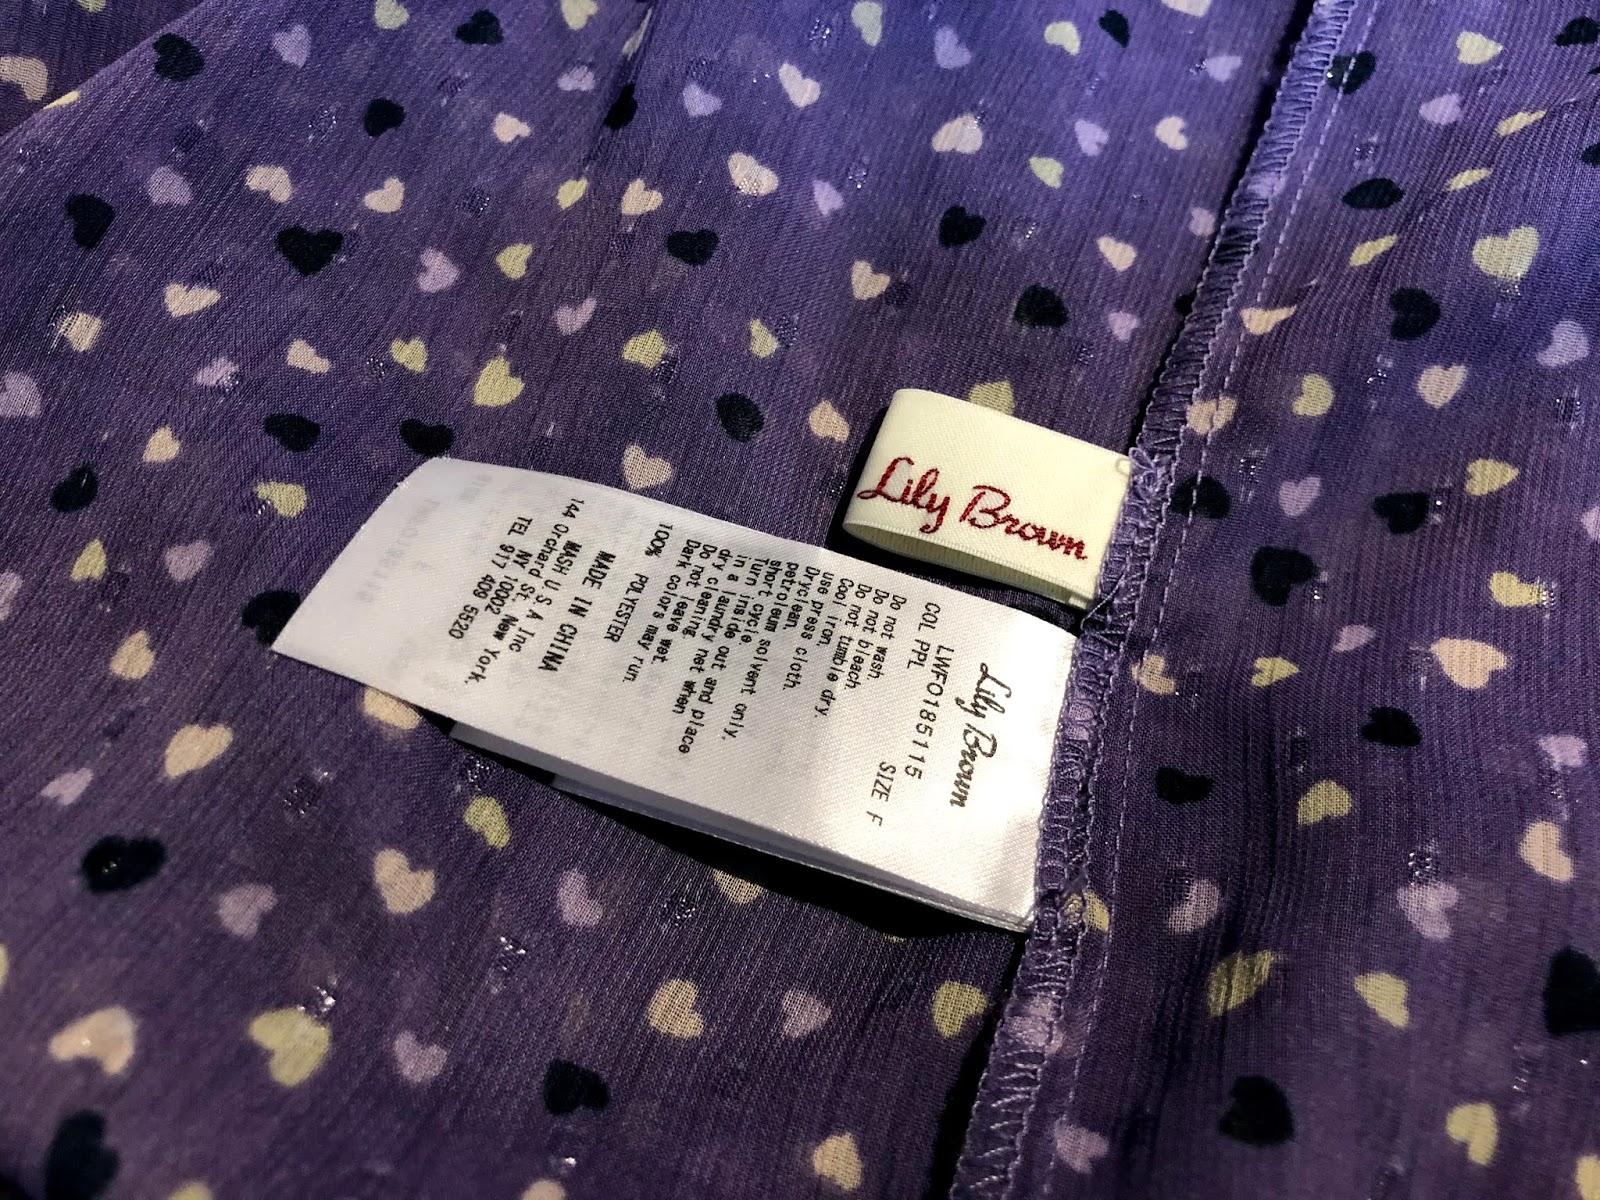 Lily Brown
Lily Brown
LWFO185115
COL PPL SIZE F
Do not wash.
Do not bleach.
Do not tumble dry.
Cool iron.
use press cloth.
Dryclean.
petroleum solvent only,
short cycle.
Turn inside out and place
in a laundry net when
dry cleaning.
Do not leave wet.
Dark colors may run.
100% POLYESTER
MADE IN CHINA
MASH U.S.A Inc
144 Orchard St. New York.
NY 10002
TEL 917 409 5520